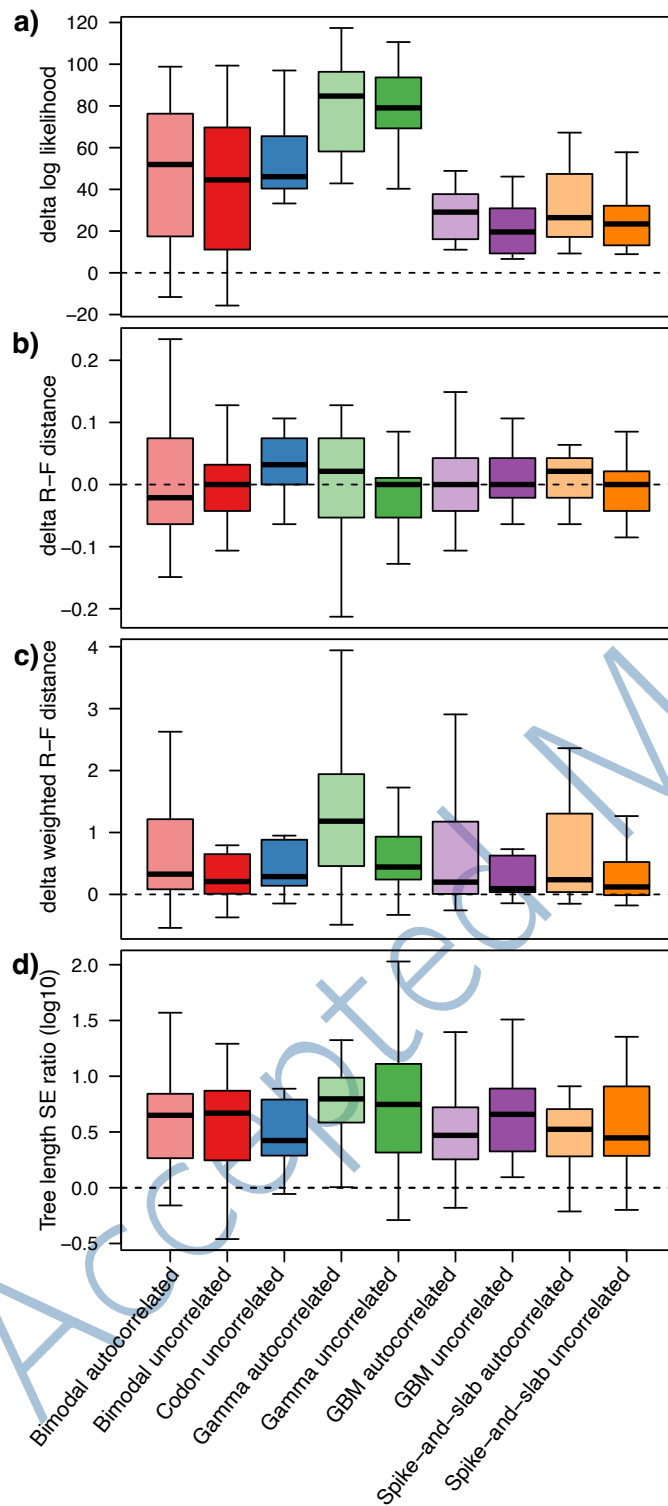 a)
delta log likelihood
120
100
80
60
40
20
0
−20
b)
delta R−F distance
0.2
0.1
0.0
−0.1
−0.2
c)
delta weighted R−F distance
4
3
2
1
0
d)
Tree length SE ratio (log10)
2.0
1.5
1.0
0.5
0.0
−0.5
Bimodal autocorrelated
Bimodal uncorrelated
Codon uncorrelated
Gamma autocorrelated
Gamma uncorrelated
GBM autocorrelated
GBM uncorrelated
Spike−and−slab autocorrelated
Spike−and−slab uncorrelated
Accepted M